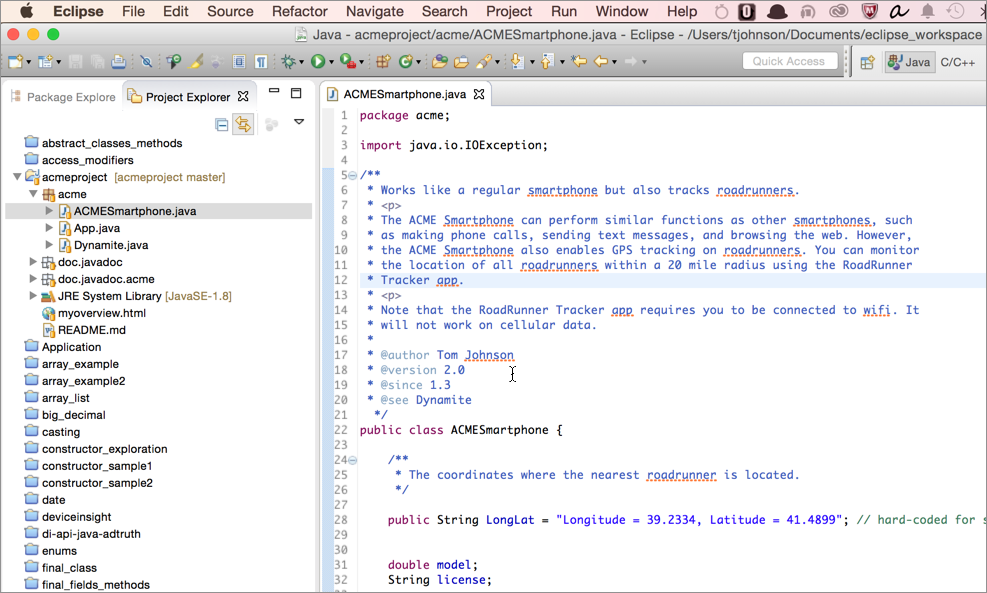 Eclipse File Edit Source Refactor Navigate Search Project Run Window Help
Java - acmeproject/acme/ACMESmartphone.java - Eclipse - /Users/tjohnson/Documents/eclipse_workspace
Quick Access
Java
C/C++
Package Explorer
Project Explorer
abstract_classes_methods
access_modifiers
acmeproject [acmeproject master]
acme
ACMESmartphone.java
App.java
Dynamite.java
doc.javadoc
doc.javadoc.acme
JRE System Library [JavaSE-1.8]
myoverview.html
README.md
Application
array_example
array_example2
array_list
big_decimal
casting
constructor_exploration
constructor_sample1
constructor_sample2
date
deviceinsight
di-api-java-adtruth
enums
final_class
final_fields_methods
ACMESmartphone.java
1 package acme;
2
3 import java.io.IOException;
4
5 /**
6 * Works like a regular smartphone but also tracks roadrunners.
7 * <p>
8 * The ACME Smartphone can perform similar functions as other smartphones, such
9 * as making phone calls, sending text messages, and browsing the web. However,
10 * the ACME Smartphone also enables GPS tracking on roadrunners. You can monitor
11 * the location of all roadrunners within a 20 mile radius using the RoadRunner
12 * Tracker app.
13 * <p>
14 * Note that the RoadRunner Tracker app requires you to be connected to wifi. It
15 * will not work on cellular data.
16 *
17 * @author Tom Johnson
18 * @version 2.0
19 * @since 1.3
20 * @see Dynamite
21 */
22 public class ACMESmartphone {
23
24 /**
25 * The coordinates where the nearest roadrunner is located.
26 */
27
28 public String LongLat = "Longitude = 39.2334, Latitude = 41.4899"; // hard-coded for s
29
30
31 double model;
32 String license;